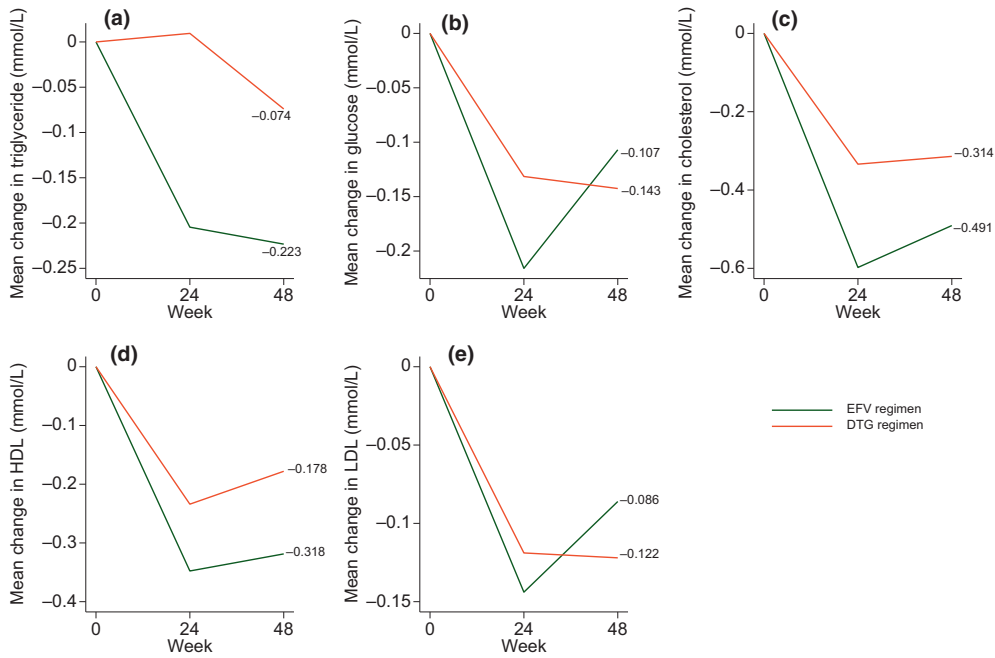 (a)
Mean change in triglyceride (mmol/L)
0
–0.05
–0.1
–0.15
–0.2
–0.25
–0.074
–0.223
0
24
48
Week
(b)
Mean change in glucose (mmol/L)
0
–0.05
–0.1
–0.15
–0.2
–0.107
–0.143
0
24
48
Week
(c)
Mean change in cholesterol (mmol/L)
0
–0.2
–0.4
–0.6
–0.314
–0.491
0
24
48
Week
(d)
Mean change in HDL (mmol/L)
0
–0.1
–0.2
–0.3
–0.4
–0.178
–0.318
0
24
48
Week
(e)
Mean change in LDL (mmol/L)
0
–0.05
–0.1
–0.15
–0.086
–0.122
0
24
48
Week
EFV regimen
DTG regimen